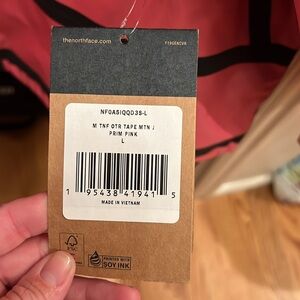 thenorthface.com
NF0A5IQQD3S-L
M TNF OTR TAPE MTN J
PRIM PINK
L
1 95438 41941 5
MADE IN VIETNAM
FSC
PRINTED WITH
SOY INK